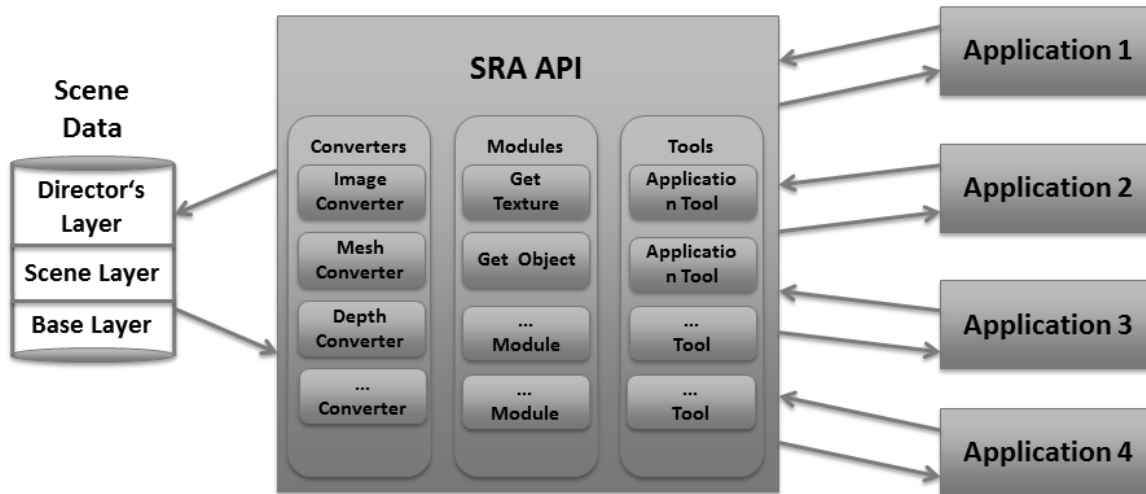 Scene
Data
Director‘s
Layer
Scene Layer
Base Layer
SRA API
Converters
Image
Converter
Mesh
Converter
Depth
Converter
...
Converter
Modules
Get
Texture
Get Object
...
Module
...
Module
Tools
Applicatio
n Tool
Applicatio
n Tool
...
Tool
...
Tool
Application 1
Application 2
Application 3
Application 4